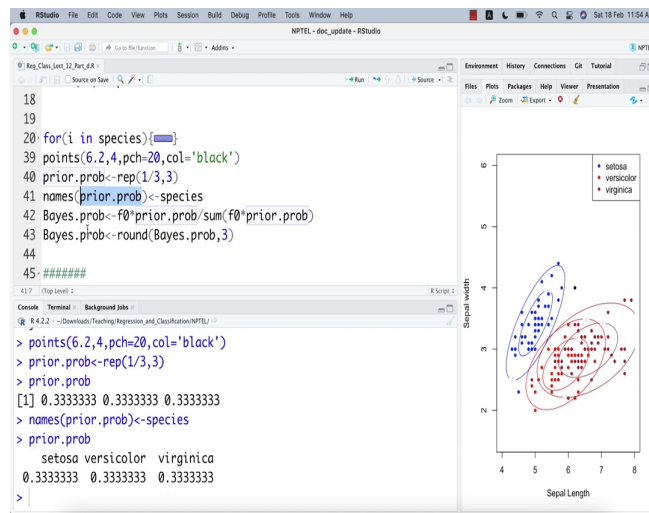 RStudio File Edit Code View Plots Session Build Debug Profile Tools Window Help Sat 18 Feb 11:54 A
NPTEL - doc_update - RStudio
Go to file/function Addins NPTEL
Reg_Class_Lect_12_Part_d.R
Source on Save Run Source
18
19
20 for(i in species){ }
39 points(6.2,4,pch=20,col='black')
40 prior.prob<-rep(1/3,3)
41 names(prior.prob)<-species
42 Bayes.prob<-f0*prior.prob/sum(f0*prior.prob)
43 Bayes.prob<-round(Bayes.prob,3)
44
45 #######
41:7 (Top Level) R Script
Console Terminal Background Jobs
R 4.2.2 · ~/Downloads/Teaching/Regression_and_Classification/NPTEL/
> points(6.2,4,pch=20,col='black')
> prior.prob<-rep(1/3,3)
> prior.prob
[1] 0.3333333 0.3333333 0.3333333
> names(prior.prob)<-species
> prior.prob
setosa versicolor virginica
0.3333333 0.3333333 0.3333333
>
Environment History Connections Git Tutorial
Files Plots Packages Help Viewer Presentation
Zoom Export
setosa
versicolor
virginica
6
5
4
3
2
Sepal width
4 5 6 7 8
Sepal Length